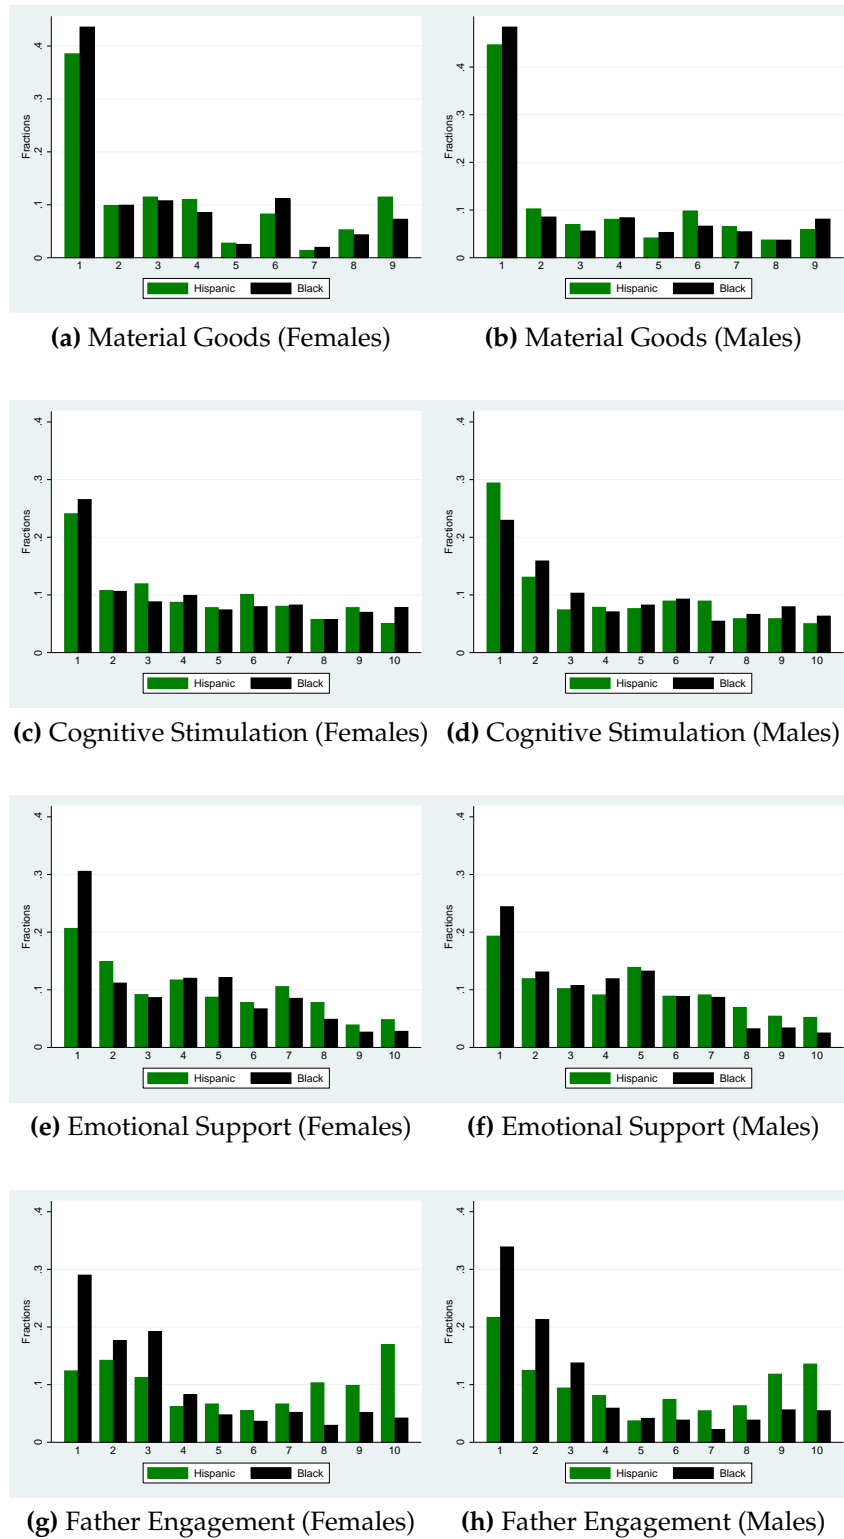 Fractions
0 .1 .2 .3 .4
1 2 3 4 5 6 7 8 9
Hispanic Black
(a) Material Goods (Females)
Fractions
0 .1 .2 .3 .4
1 2 3 4 5 6 7 8 9
Hispanic Black
(b) Material Goods (Males)
Fractions
0 .1 .2 .3 .4
1 2 3 4 5 6 7 8 9 10
Hispanic Black
(c) Cognitive Stimulation (Females)
Fractions
0 .1 .2 .3 .4
1 2 3 4 5 6 7 8 9 10
Hispanic Black
(d) Cognitive Stimulation (Males)
Fractions
0 .1 .2 .3 .4
1 2 3 4 5 6 7 8 9 10
Hispanic Black
(e) Emotional Support (Females)
Fractions
0 .1 .2 .3 .4
1 2 3 4 5 6 7 8 9 10
Hispanic Black
(f) Emotional Support (Males)
Fractions
0 .1 .2 .3 .4
1 2 3 4 5 6 7 8 9 10
Hispanic Black
(g) Father Engagement (Females)
Fractions
0 .1 .2 .3 .4
1 2 3 4 5 6 7 8 9 10
Hispanic Black
(h) Father Engagement (Males)